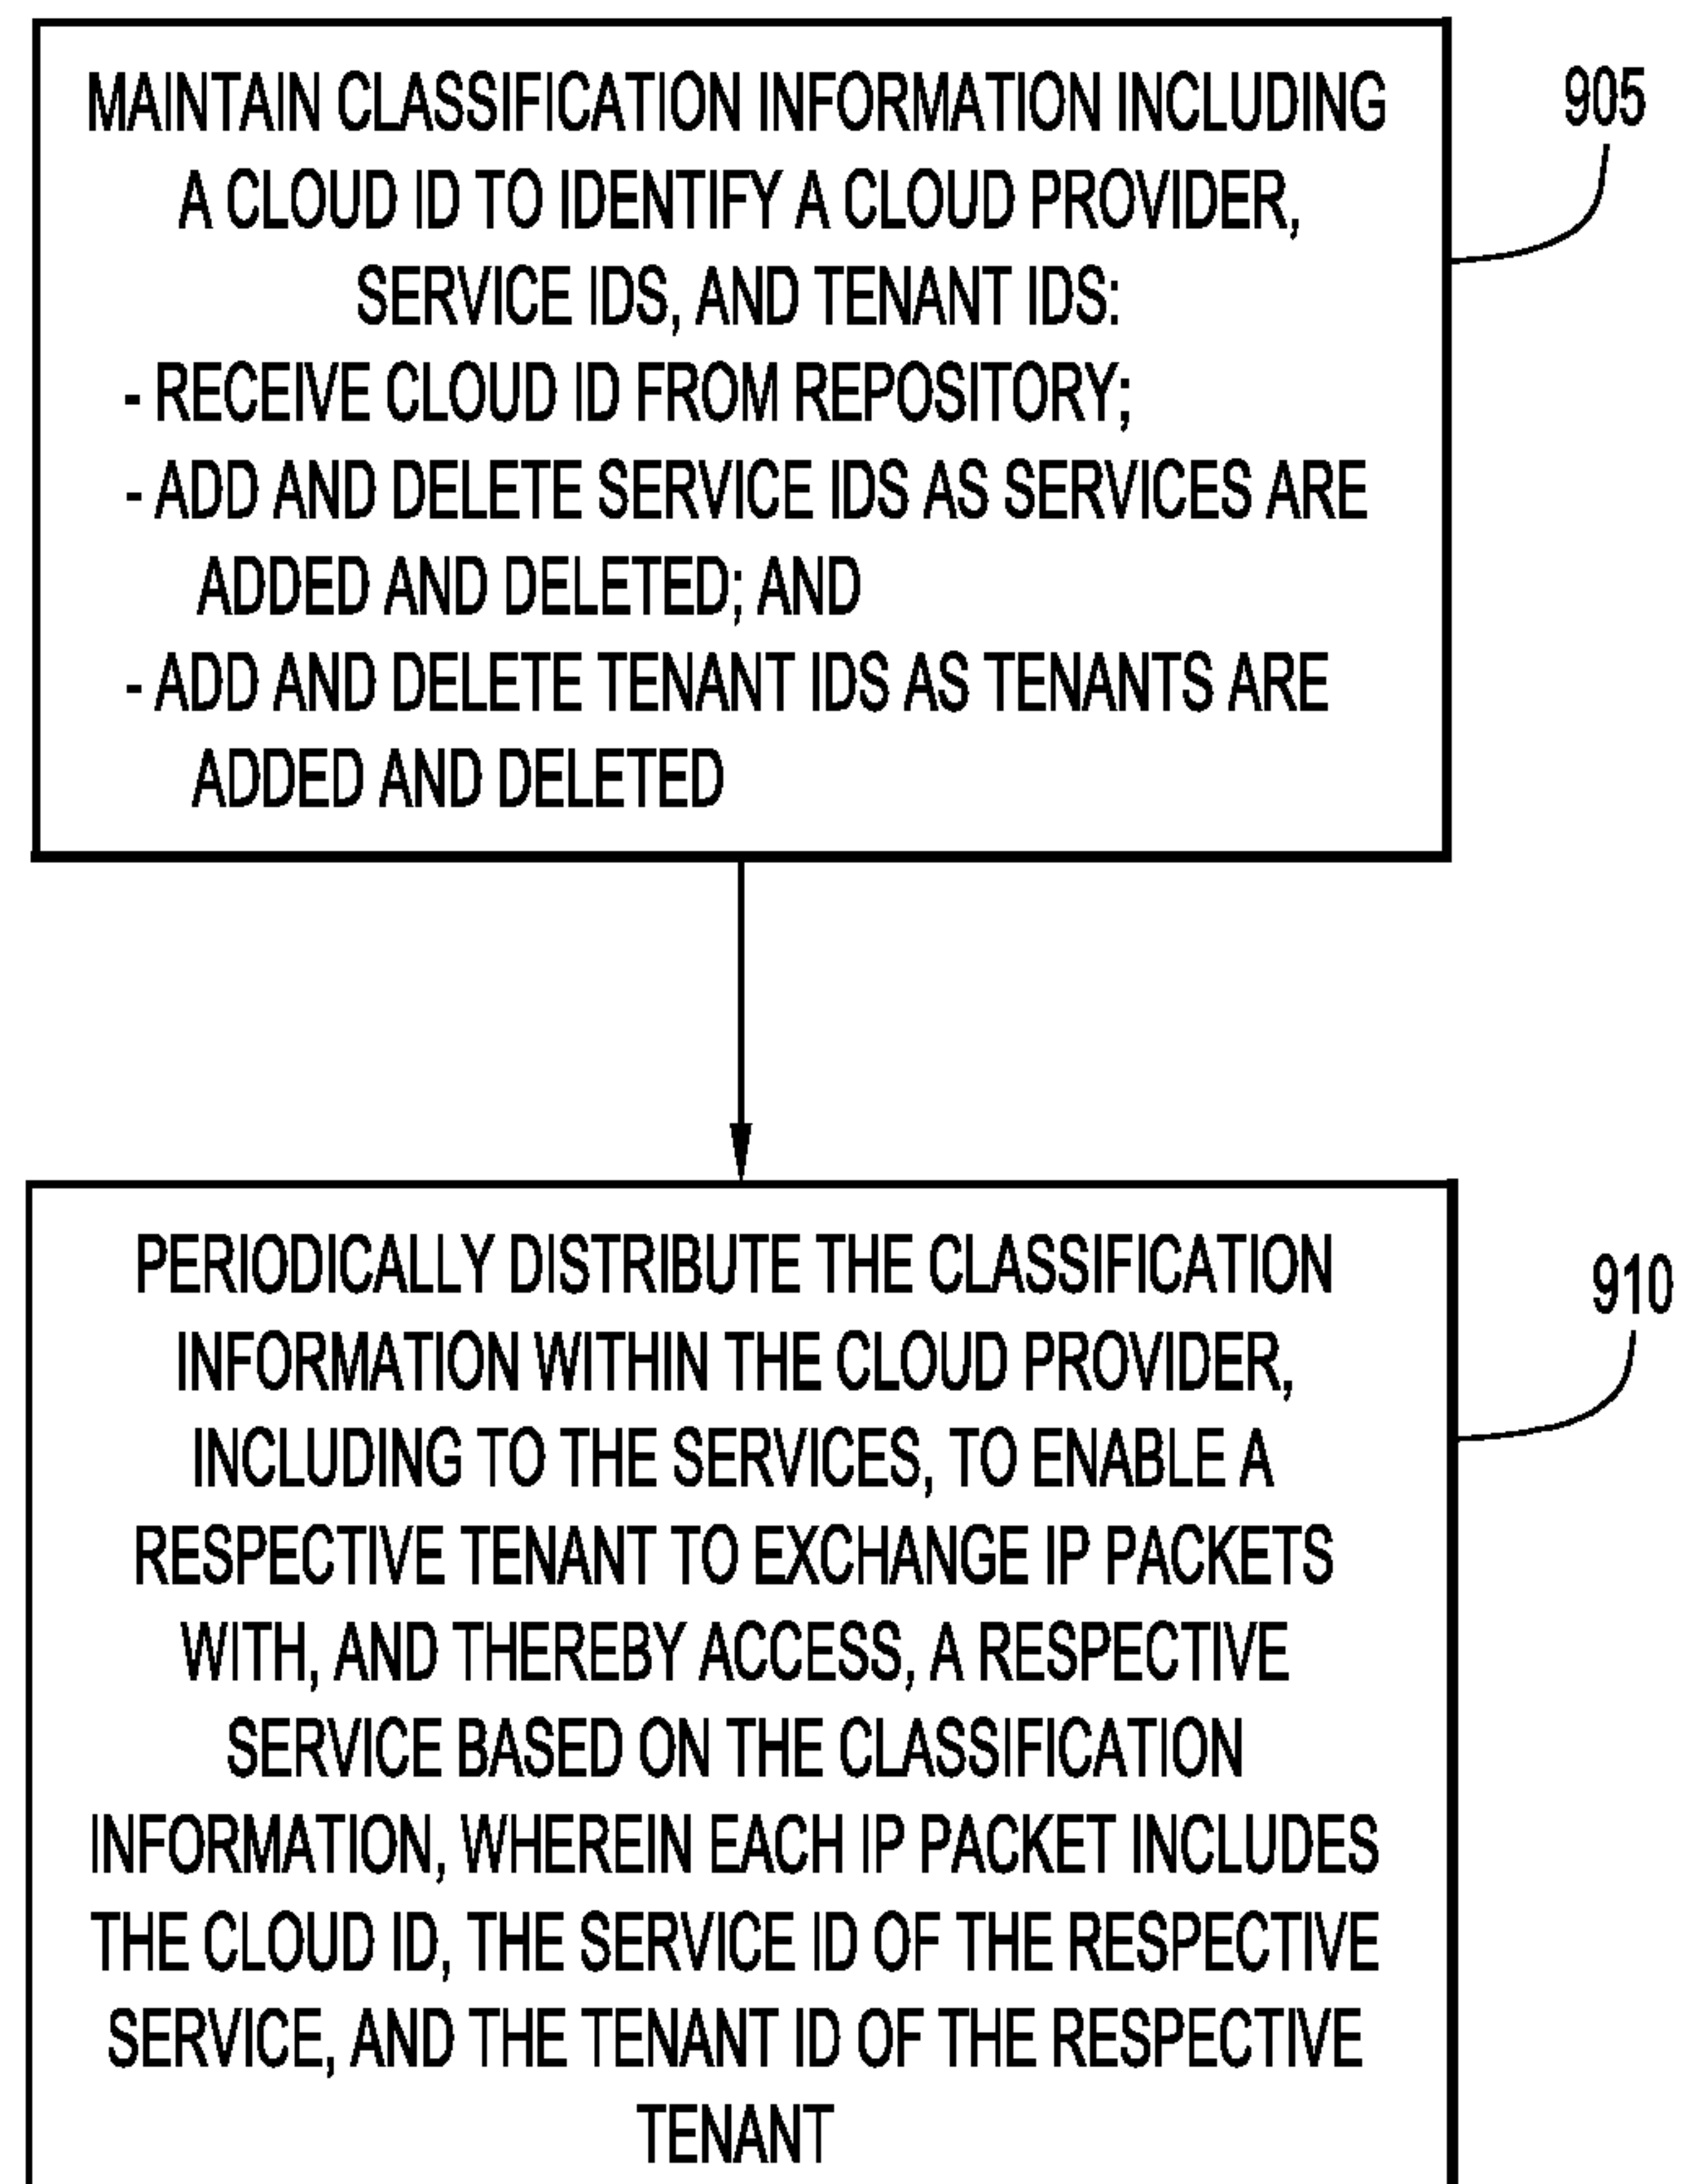 MAINTAIN CLASSIFICATION INFORMATION INCLUDING
A CLOUD ID TO IDENTIFY A CLOUD PROVIDER,
SERVICE IDS, AND TENANT IDS:
- RECEIVE CLOUD ID FROM REPOSITORY;
- ADD AND DELETE SERVICE IDS AS SERVICES ARE
ADDED AND DELETED; AND
- ADD AND DELETE TENANT IDS AS TENANTS ARE
ADDED AND DELETED
905
PERIODICALLY DISTRIBUTE THE CLASSIFICATION
INFORMATION WITHIN THE CLOUD PROVIDER,
INCLUDING TO THE SERVICES, TO ENABLE A
RESPECTIVE TENANT TO EXCHANGE IP PACKETS
WITH, AND THEREBY ACCESS, A RESPECTIVE
SERVICE BASED ON THE CLASSIFICATION
INFORMATION, WHEREIN EACH IP PACKET INCLUDES
THE CLOUD ID, THE SERVICE ID OF THE RESPECTIVE
SERVICE, AND THE TENANT ID OF THE RESPECTIVE
TENANT
910